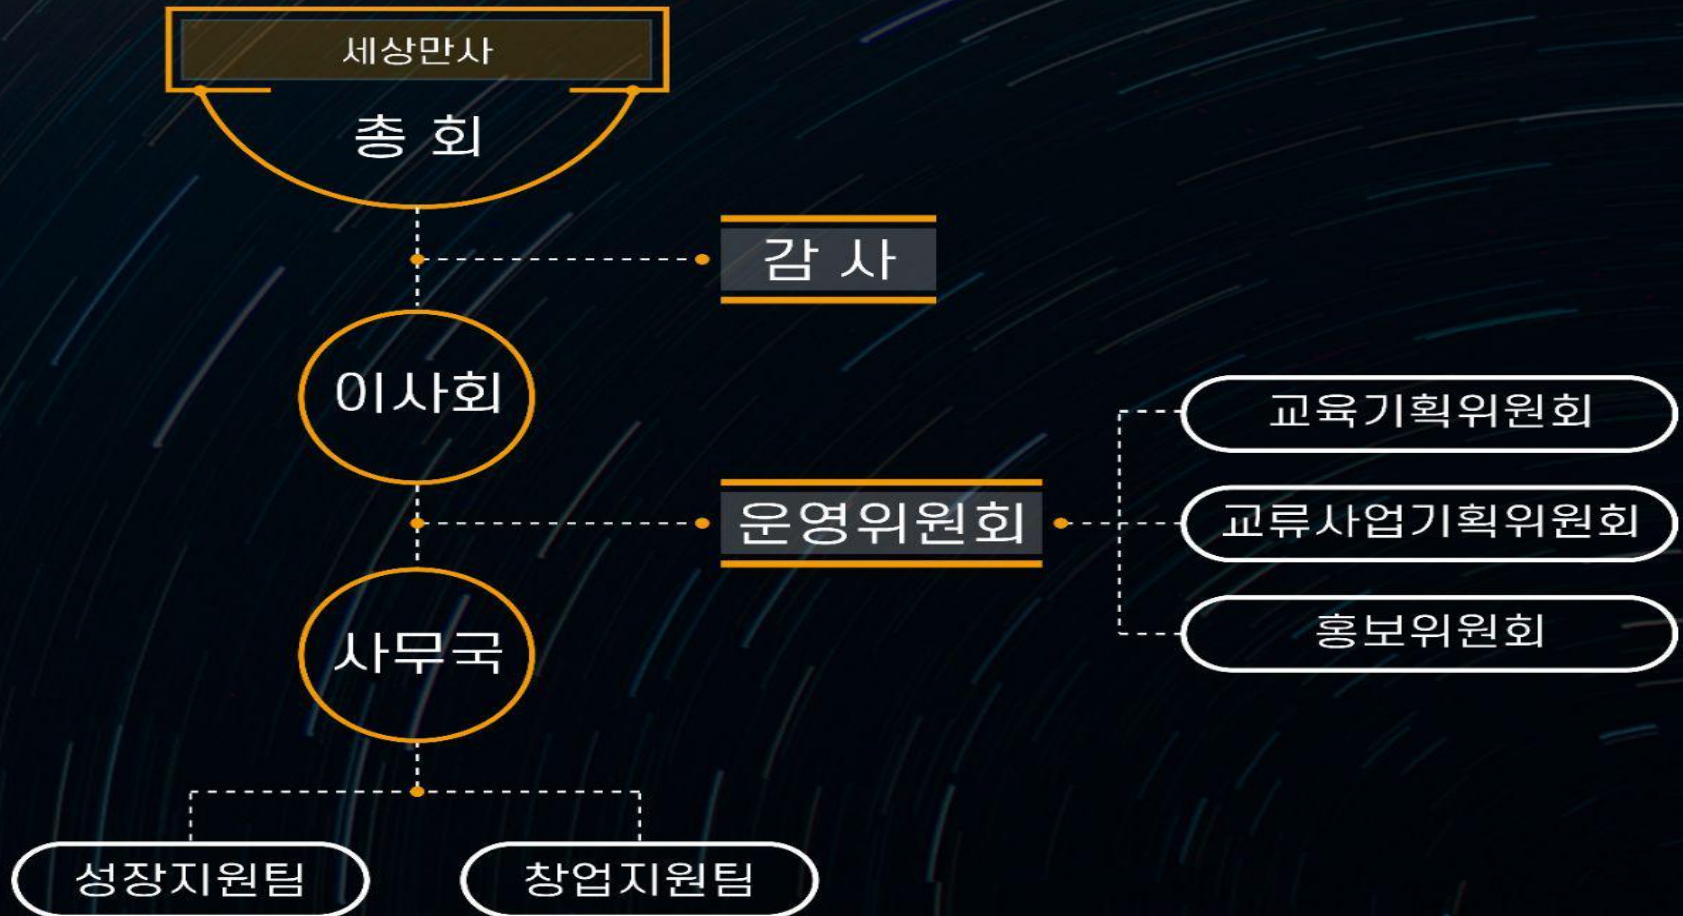 세상만사
총 회
감 사
이사회
교육기획위원회
운영위원회
교류사업기획위원회
홍보위원회
사무국
성장지원팀
창업지원팀